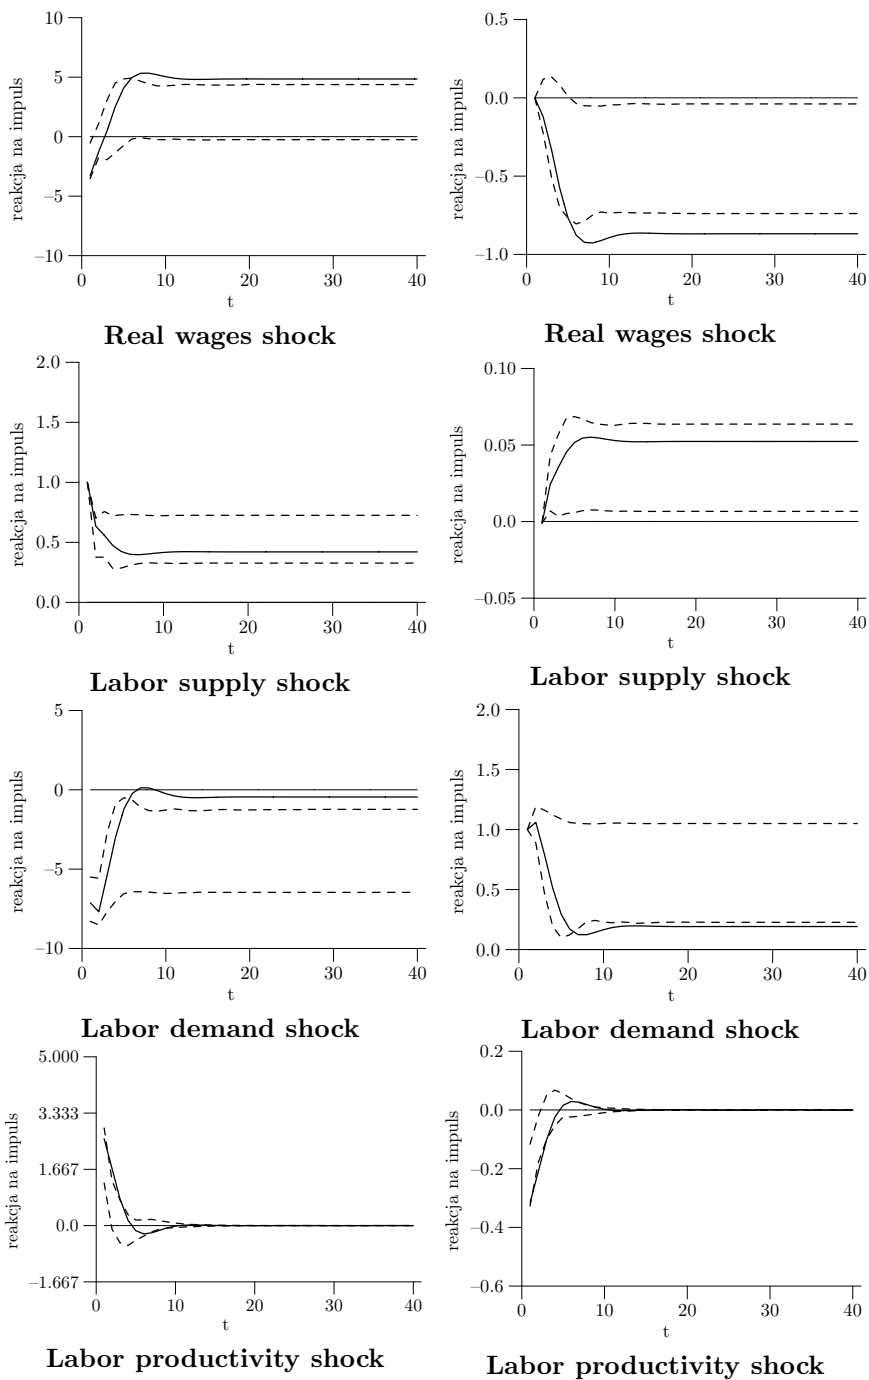 10
5
0
–5
–10
reakcja na impuls
0 10 20 30 40
t
Real wages shock
0.5
0.0
–0.5
–1.0
reakcja na impuls
0 10 20 30 40
t
Real wages shock
2.0
1.5
1.0
0.5
0.0
reakcja na impuls
0 10 20 30 40
t
Labor supply shock
0.10
0.05
0.0
–0.05
reakcja na impuls
0 10 20 30 40
t
Labor supply shock
5
0
–5
–10
reakcja na impuls
0 10 20 30 40
t
Labor demand shock
2.0
1.5
1.0
0.5
0.0
reakcja na impuls
0 10 20 30 40
t
Labor demand shock
5.000
3.333
1.667
0.0
–1.667
reakcja na impuls
0 10 20 30 40
t
Labor productivity shock
0.2
0.0
–0.2
–0.4
–0.6
reakcja na impuls
0 10 20 30 40
t
Labor productivity shock